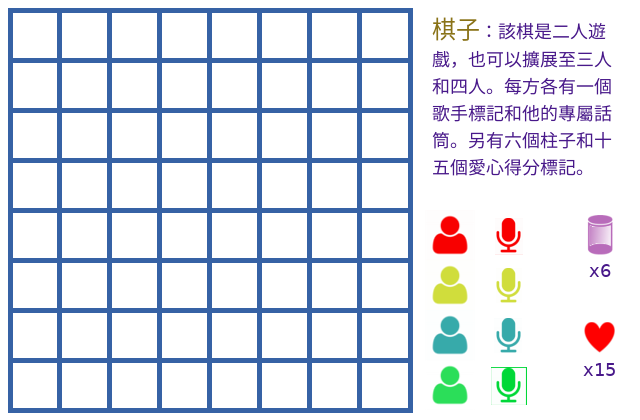 棋子：該棋是二人遊
戲，也可以擴展至三人
和四人。每方各有一個
歌手標記和他的專屬話
筒。另有六個柱子和十
五個愛心得分標記。
x6
x15